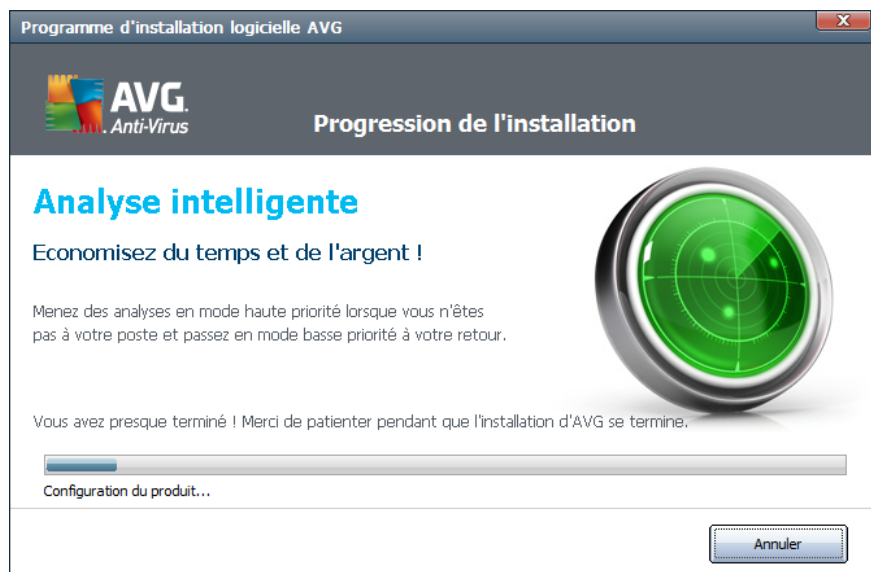 Programme d'installation logicielle AVG
AVG.
Anti-Virus
Progression de l'installation
Analyse intelligente
Economisez du temps et de l'argent !
Menez des analyses en mode haute priorité lorsque vous n'êtes
pas à votre poste et passez en mode basse priorité à votre retour.
Vous avez presque terminé ! Merci de patienter pendant que l'installation d'AVG se termine.
Configuration du produit...
Annuler